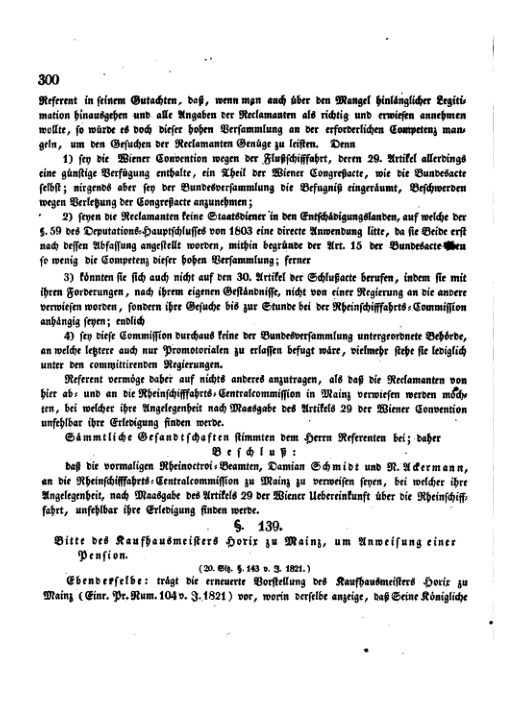 300
Referent in seinem Gutachten, daß, wenn man auch über den Mangel hinlänglicher Legiti-
mation hinausgehen und alle Angaben der Reclamanten als richtig und erwiesen annehmen
wollte, so würde es doch dieser hohen Versammlung an der erforderlichen Competenz man-
geln, um den Gesuchen der Reclamanten Genüge zu leisten. Denn
1) sey die Wiener Convention wegen der Flußschifffahrt, deren 29. Artikel allerdings
eine günstige Verfügung enthalte, ein Theil der Wiener Congreßacte, wie die Bundesacte
selbst; nirgends aber sey der Bundesversammlung die Befugniß eingeräumt, Beschwerden
wegen Verletzung der Congreßacte anzunehmen;
2) seyen die Reclamanten keine Staatsdiener in den Entschädigungslanden, auf welche der
§. 59 des Deputations-Hauptschlusses von 1803 eine directe Anwendung litte, da sie Beide erst
nach dessen Abfassung angestellt worden, mithin begründe der Art. 15 der Bundesacte eben
so wenig die Competenz dieser hohen Versammlung; ferner
3) könnten sie sich auch nicht auf den 30. Artikel der Schlußacte berufen, indem sie mit
ihren Forderungen, nach ihrem eigenen Geständnisse, nicht von einer Regierung an die andere
verwiesen worden, sondern ihre Gesuche bis zur Stunde bei der Rheinschifffahrts-Commission
anhängig seyen; endlich
4) sey diese Commission durchaus keine der Bundesversammlung untergeordnete Behörde,
an welche letztere auch nur Promotorialen zu erlassen befugt wäre, vielmehr stehe sie lediglich
unter den committirenden Regierungen.
Referent vermöge daher auf nichts anderes anzutragen, als daß die Reclamanten von
hier ab- und an die Rheinschifffahrts-Centralcommission in Mainz verwiesen werden möch-
ten, bei welcher ihre Angelegenheit nach Maasgabe des Artikels 29 der Wiener Convention
unfehlbar ihre Erledigung finden werde.
Sämmtliche Gesandtschaften stimmten dem Herrn Referenten bei; daher
Beschluß:
daß die vormaligen Rheinoctroi-Beamten, Damian Schmidt und N. Ackermann,
an die Rheinschifffahrts-Centralcommission zu Mainz zu verweisen seyen, bei welcher ihre
Angelegenheit, nach Maasgabe des Artikels 29 der Wiener Uebereinkunft über die Rheinschiff-
fahrt, unfehlbar ihre Erledigung finden werde.
§. 139.
Bitte des Kaufhausmeisters Horix zu Mainz, um Anweisung einer
Pension.
(20. Sitz. §. 143 v. J. 1821.)
Ebenderselbe: trägt die erneuerte Vorstellung des Kaufhausmeisters Horix zu
Mainz (Einr. Pr. Num. 104 v. J. 1821) vor, worin derselbe anzeige, daß Seine Königliche